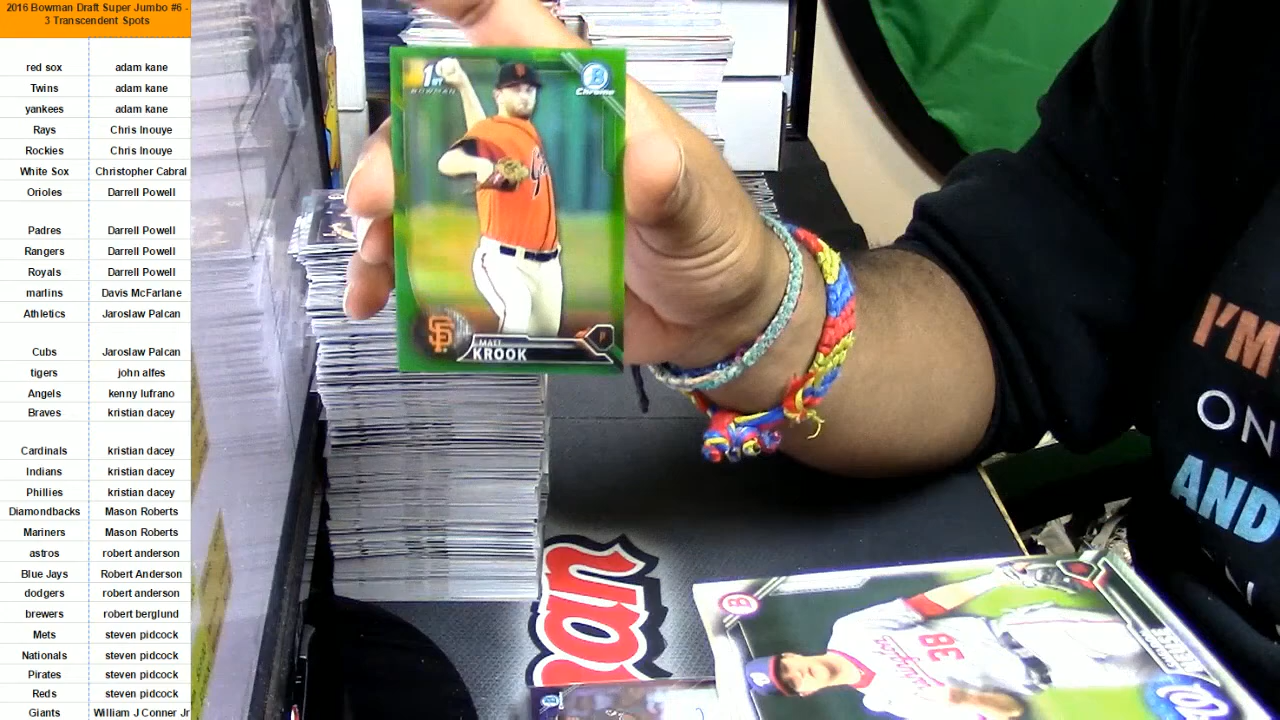 2016 Bowman Draft Super Jumbo #6 -
3 Transcendent Spots
red sox adam kane
twins adam kane
yankees adam kane
Rays Chris Inouye
Rockies Chris Inouye
White Sox Christopher Cabral
Orioles Darrell Powell
Padres Darrell Powell
Rangers Darrell Powell
Royals Darrell Powell
marlins Davis McFarlane
Athletics Jaroslaw Palcan
Cubs Jaroslaw Palcan
tigers john alfes
Angels kenny lufrano
Braves kristian dacey
Cardinals kristian dacey
Indians kristian dacey
Phillies kristian dacey
Diamondbacks Mason Roberts
Mariners Mason Roberts
astros robert anderson
Blue Jays Robert Anderson
dodgers robert anderson
brewers robert berglund
Mets steven pidcock
Nationals steven pidcock
Pirates steven pidcock
Reds steven pidcock
Giants William J Conner Jr
1ST
BOWMAN
B
Chrome
SF
MATT
KROOK
P
I'M
ON
AND
38